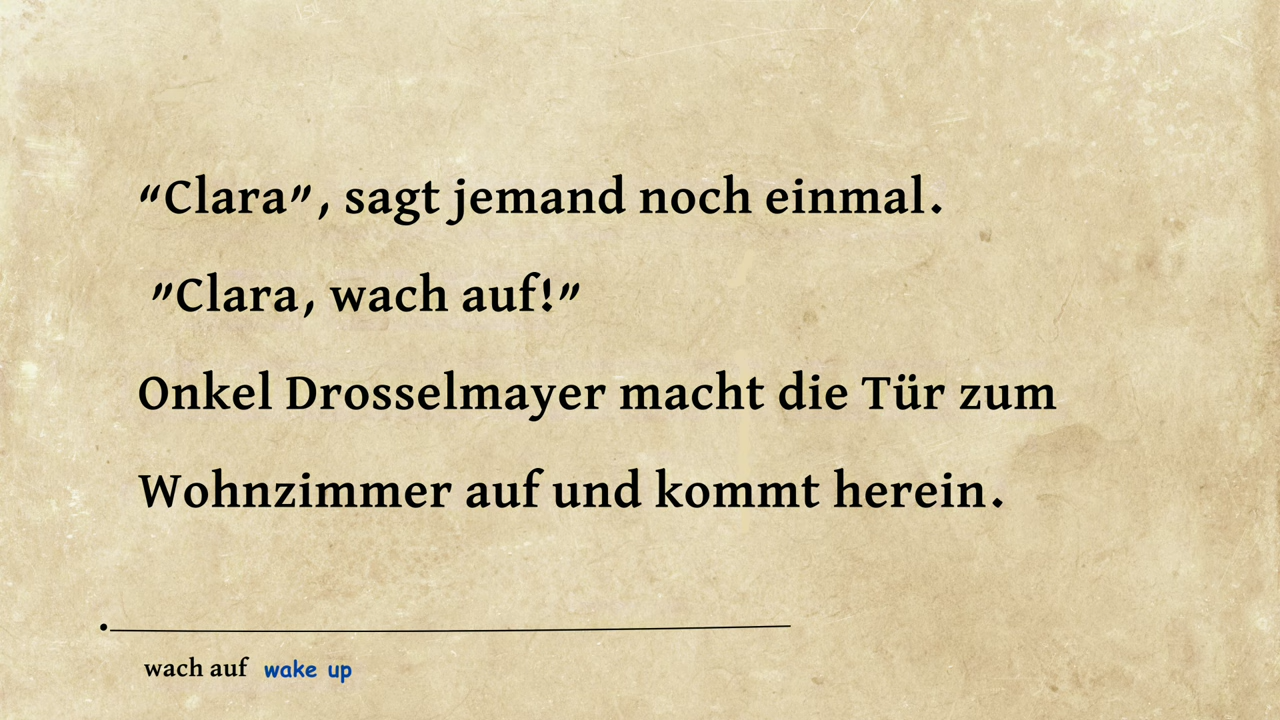 “Clara”, sagt jemand noch einmal.
”Clara, wach auf!”
Onkel Drosselmayer macht die Tür zum
Wohnzimmer auf und kommt herein.
wach auf wake up